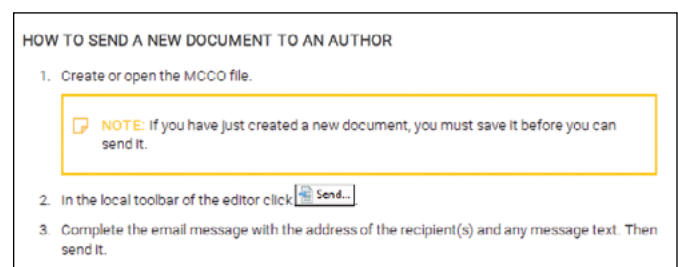 HOW TO SEND A NEW DOCUMENT TO AN AUTHOR
1. Create or open the MCCO file.
NOTE: If you have just created a new document, you must save it before you can
send it.
2. In the local toolbar of the editor click Send... .
3. Complete the email message with the address of the recipient(s) and any message text. Then
send it.